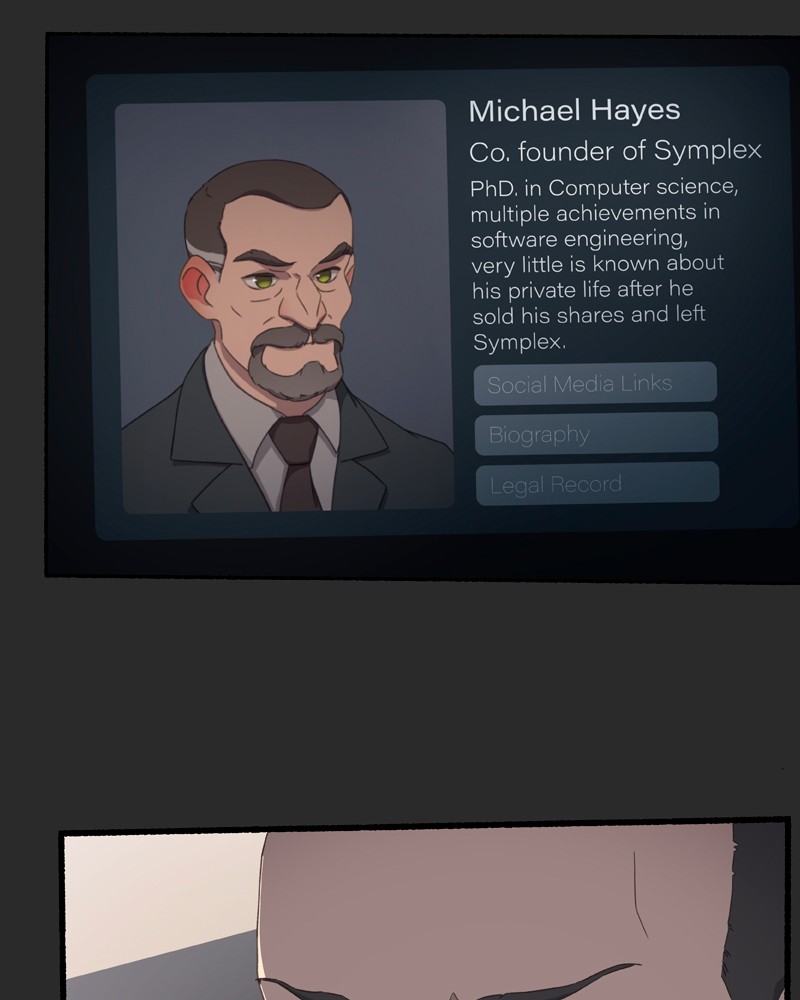 Michael Hayes
Co. founder of Symplex
PhD. in Computer science,
multiple achievements in
software engineering,
very little is known about
his private life after he
sold his shares and left
Symplex.
Social Media Links
Biography
Legal Record